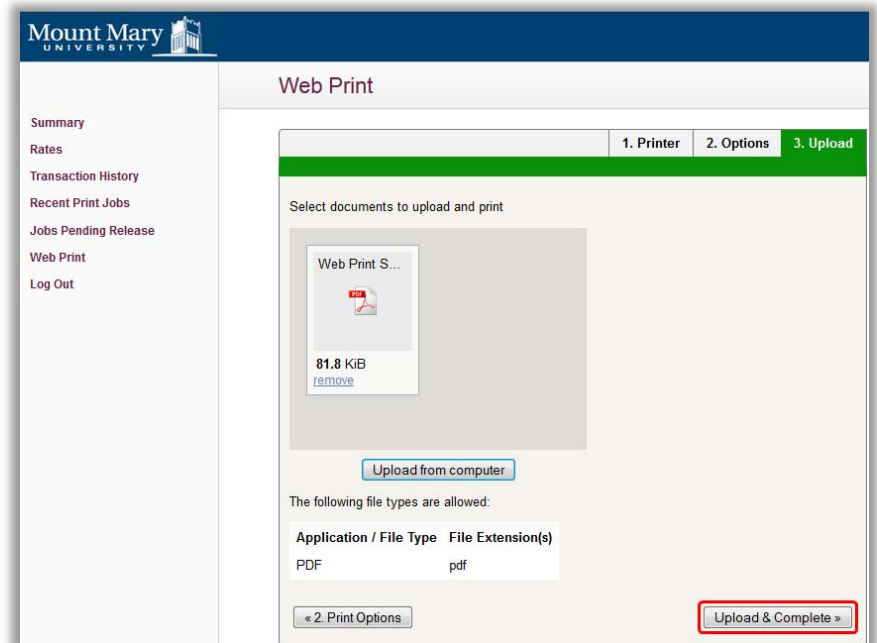 Mount Mary
UNIVERSITY
Web Print
Summary
Rates
Transaction History
Recent Print Jobs
Jobs Pending Release
Web Print
Log Out
1. Printer 2. Options 3. Upload
Select documents to upload and print
Web Print S...
PDF
81.8 KiB
remove
Upload from computer
The following file types are allowed:
Application / File Type File Extension(s)
PDF pdf
« 2. Print Options Upload & Complete »